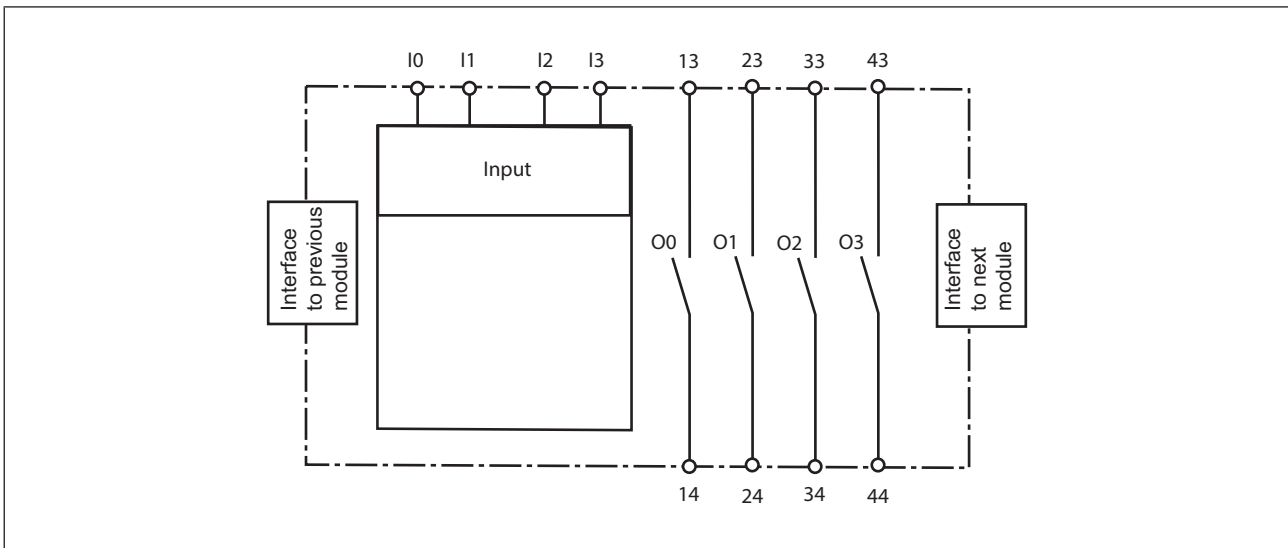 I0 I1 I2 I3 13 23 33 43
Input
Interface
to previous
module
O0 O1 O2 O3
Interface
to next
module
14 24 34 44